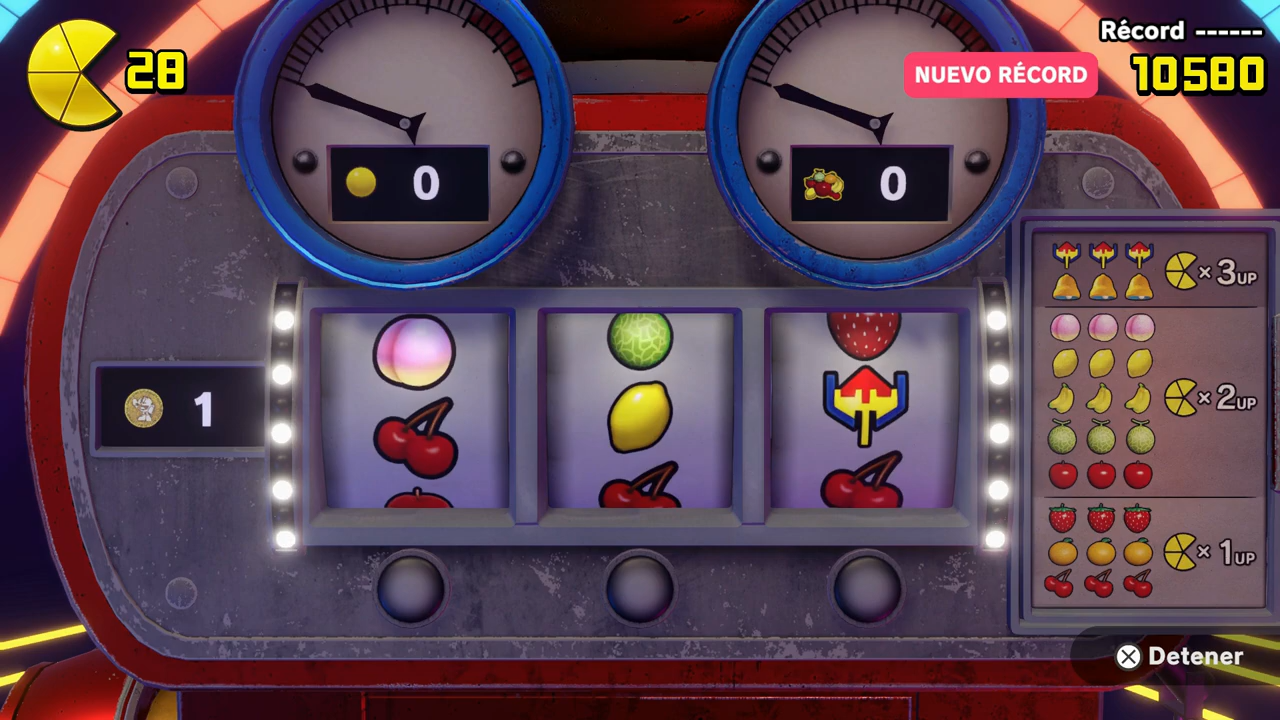 28
Récord ------
NUEVO RÉCORD
10580
0
0
1
× 3UP
× 2UP
× 1UP
Detener